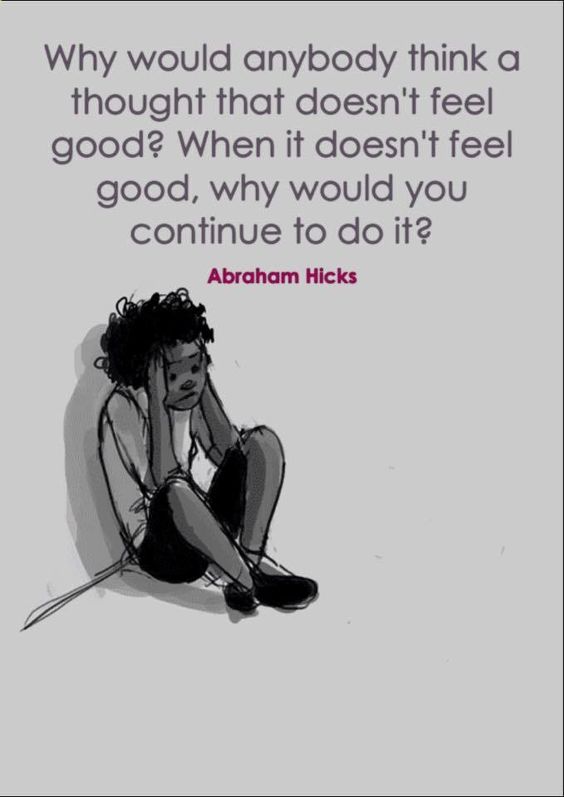 Why would anybody think a
thought that doesn't feel
good? When it doesn't feel
good, why would you
continue to do it?
Abraham Hicks